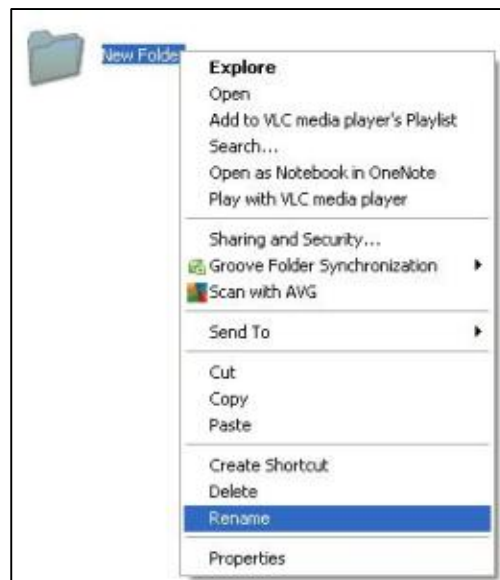 New Folder
Explore
Open
Add to VLC media player's Playlist
Search...
Open as Notebook in OneNote
Play with VLC media player
Sharing and Security...
Groove Folder Synchronization
Scan with AVG
Send To
Cut
Copy
Paste
Create Shortcut
Delete
Rename
Properties